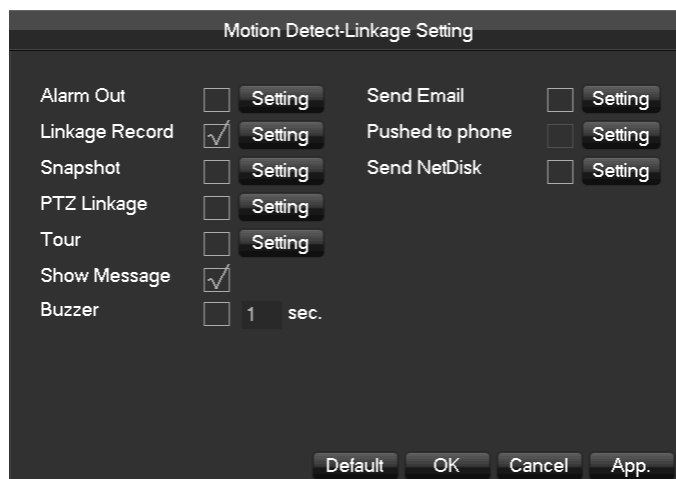 Motion Detect-Linkage Setting
Alarm Out Setting Send Email Setting
Linkage Record Setting Pushed to phone Setting
Snapshot Setting Send NetDisk Setting
PTZ Linkage Setting
Tour Setting
Show Message
Buzzer 1 sec.
Default OK Cancel App.